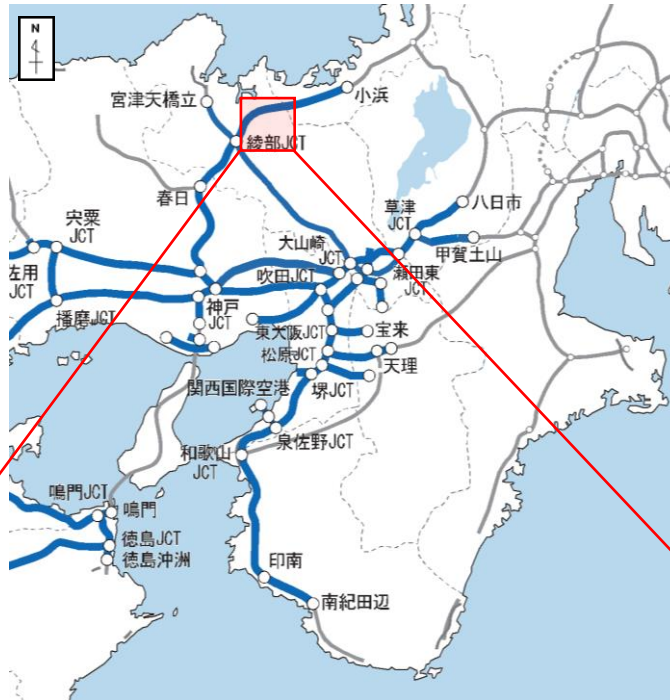 N
宮津天橋立
小浜
綾部JCT
春日
八日市
草津
JCT
宍粟
JCT
大山崎
JCT
甲賀土山
佐用
JCT
吹田JCT
瀬田東
JCT
神戸
JCT
播磨JCT
東大阪JCT
宝来
松原JCT
天理
関西国際空港
堺JCT
泉佐野JCT
和歌山
JCT
鳴門JCT
鳴門
徳島JCT
徳島沖洲
印南
南紀田辺